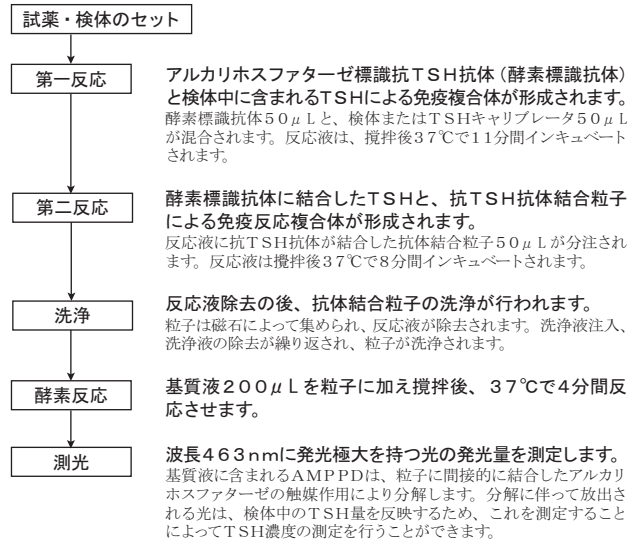 試薬・検体のセット
第一反応
アルカリホスファターゼ標識抗TSH抗体(酵素標識抗体)
と検体中に含まれるTSHによる免疫複合体が形成されます。
酵素標識抗体50μLと、検体またはTSHキャリブレータ50μL
が混合されます。反応液は、撹拌後37℃で11分間インキュベート
されます。
第二反応
酵素標識抗体に結合したTSHと、抗TSH抗体結合粒子
による免疫反応複合体が形成されます。
反応液に抗TSH抗体が結合した抗体結合粒子50μLが分注され
ます。反応液は攪拌後37℃で8分間インキュベートされます。
洗浄
反応液除去の後、抗体結合粒子の洗浄が行われます。
粒子は磁石によって集められ、反応液が除去されます。洗浄液注入、
洗浄液の除去が繰り返され、粒子が洗浄されます。
酵素反応
基質液200μLを粒子に加え撹拌後、37℃で4分間反
応させます。
測光
波長463nmに発光極大を持つ光の発光量を測定します。
基質液に含まれるAMPPDは、粒子に間接的に結合したアルカリ
ホスファターゼの触媒作用により分解します。分解に伴って放出さ
れる光は、検体中のTSH量を反映するため、これを測定すること
によってTSH濃度の測定を行うことができます。